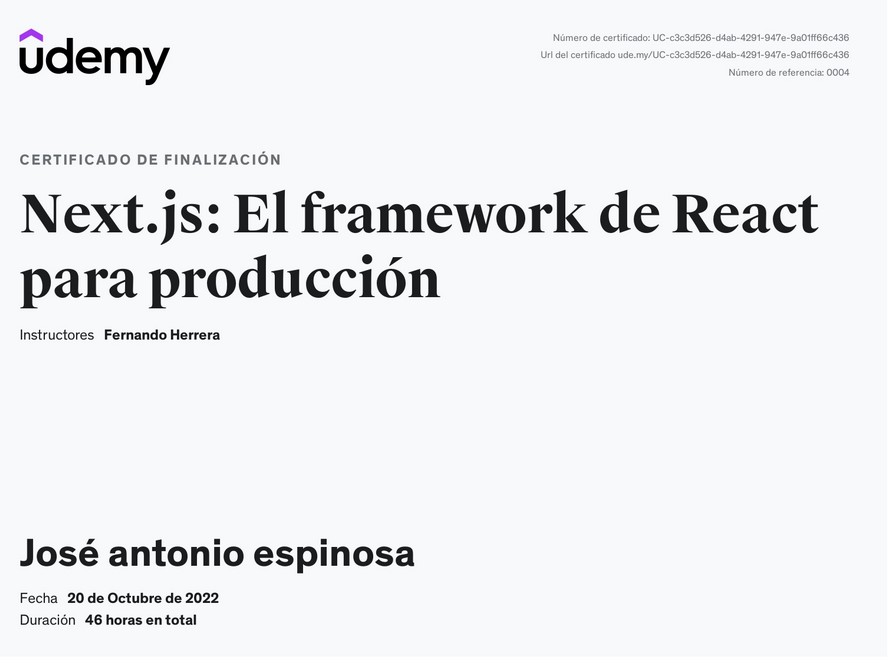 udemy
Número de certificado: UC-c3c3d526-d4ab-4291-947e-9a01ff66c436
Url del certificado ude.my/UC-c3c3d526-d4ab-4291-947e-9a01ff66c436
Número de referencia: 0004
CERTIFICADO DE FINALIZACIÓN
Next.js: El framework de React
para producción
Instructores Fernando Herrera
José antonio espinosa
Fecha 20 de Octubre de 2022
Duración 46 horas en total